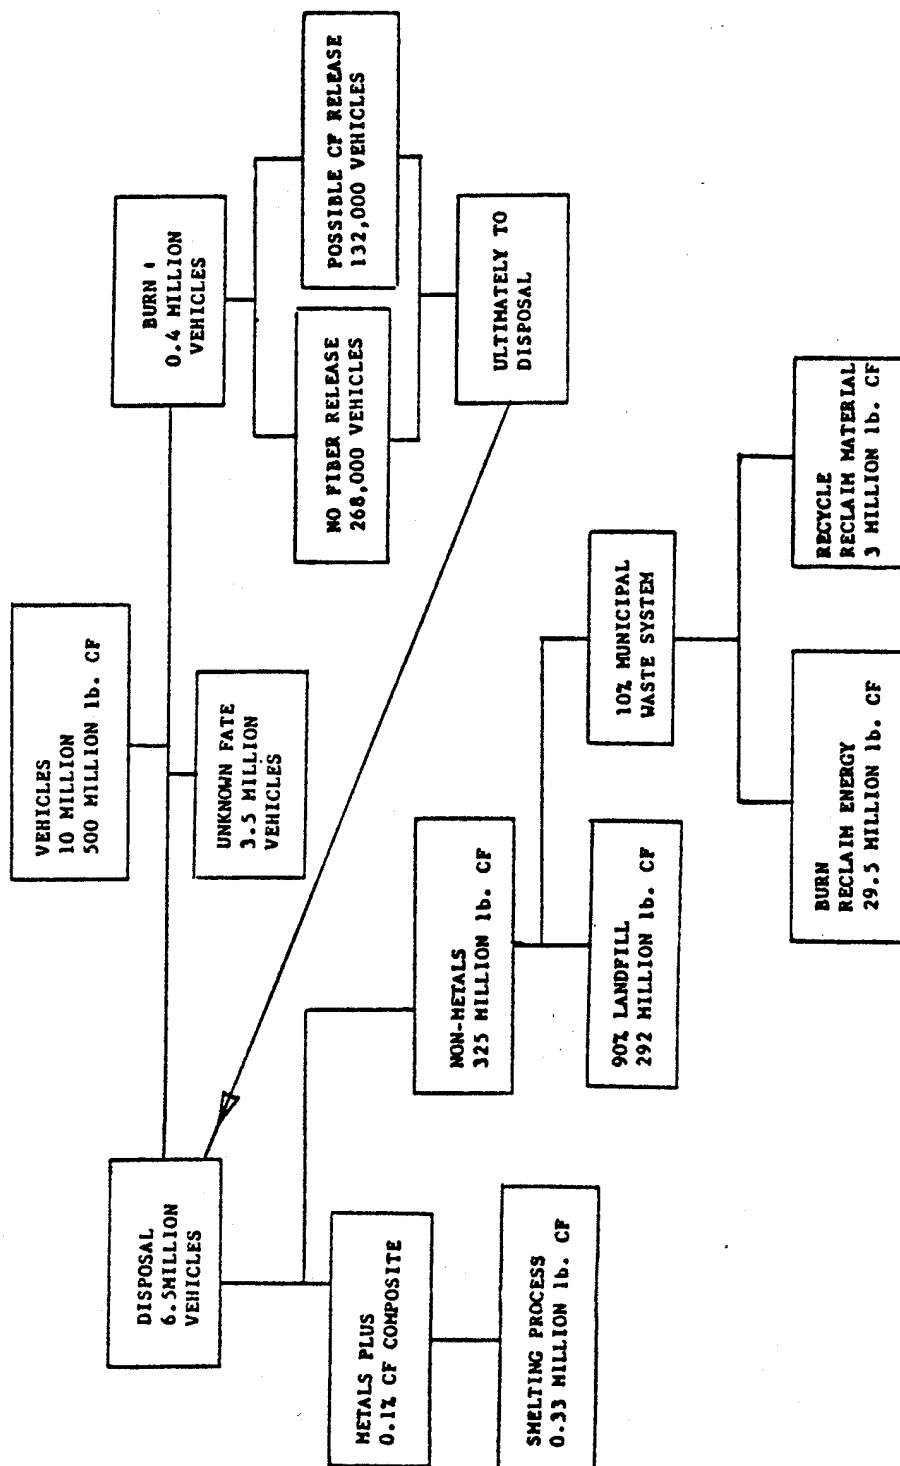 VEHICLES
10 MILLION
500 MILLION lb. CF
DISPOSAL
6.5MILLION
VEHICLES
UNKNOWN FATE
3.5 MILLION
VEHICLES
BURN
0.4 MILLION
VEHICLES
NO FIBER RELEASE
268,000 VEHICLES
POSSIBLE CF RELEASE
132,000 VEHICLES
ULTIMATELY TO
DISPOSAL
METALS PLUS
0.1% CF COMPOSITE
NON-METALS
325 MILLION lb. CF
SMELTING PROCESS
0.33 MILLION lb. CF
90% LANDFILL
292 MILLION lb. CF
10% MUNICIPAL
WASTE SYSTEM
BURN
RECLAIM ENERGY
29.5 MILLION lb. CF
RECYCLE
RECLAIM MATERIAL
3 MILLION lb. CF